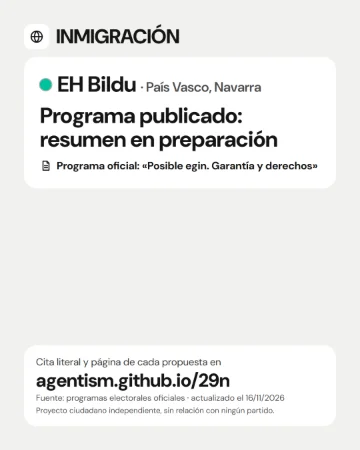 INMIGRACIÓN
EH Bildu · País Vasco, Navarra
Programa publicado:
resumen en preparación
Programa oficial: «Posible egin. Garantía y derechos»
Cita literal y página de cada propuesta en
agentism.github.io/29n
Fuente: programas electorales oficiales · actualizado el 16/11/2026
Proyecto ciudadano independiente, sin relación con ningún partido.